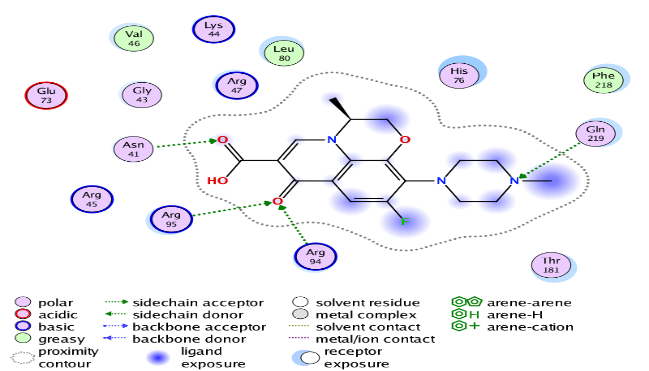 Val
46
Lys
44
Leu
80
Glu
73
Gly
43
Arg
47
His
76
Phe
218
Asn
41
Gln
219
O
N
O
HO
N
N
O
F
Arg
45
Arg
95
Arg
94
Thr
181
polar sidechain acceptor solvent residue arene-arene
acidic sidechain donor metal complex H arene-H
basic backbone acceptor solvent contact + arene-cation
greasy backbone donor metal/ion contact
proximity contour ligand exposure receptor exposure